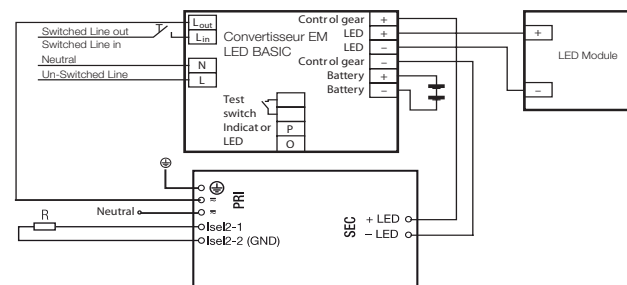 Switched Line out
Switched Line in
Neutral
Un-Switched Line
Lout
Lin
N
L
Convertisseur EM
LED BASIC
Control gear +
LED +
LED −
Control gear −
Battery +
Battery −
Test
switch
Indicator
LED
P
O
+
−
LED Module
R
Neutral
≃
≃
PRI
Isel2-1
Isel2-2 (GND)
SEC
+ LED
− LED